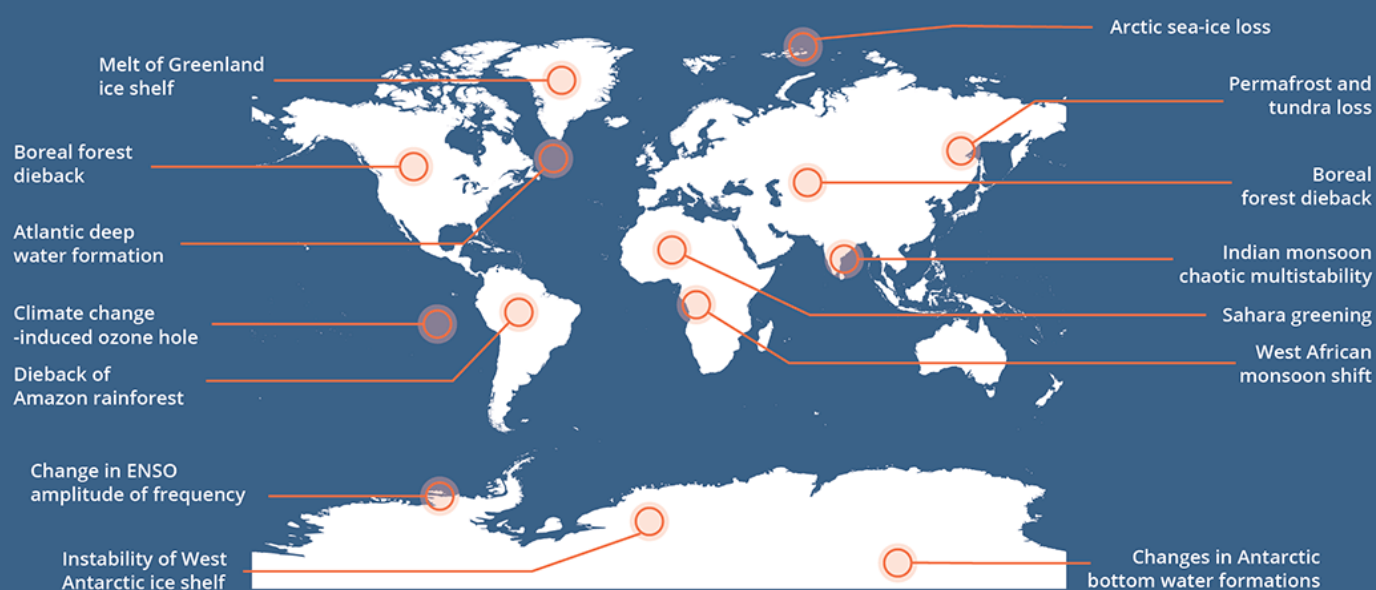 Melt of Greenland
ice shelf
Boreal forest
dieback
Atlantic deep
water formation
Climate change
-induced ozone hole
Dieback of
Amazon rainforest
Change in ENSO
amplitude of frequency
Instability of West
Antarctic ice shelf
Arctic sea-ice loss
Permafrost and
tundra loss
Boreal
forest dieback
Indian monsoon
chaotic multistability
Sahara greening
West African
monsoon shift
Changes in Antarctic
bottom water formations